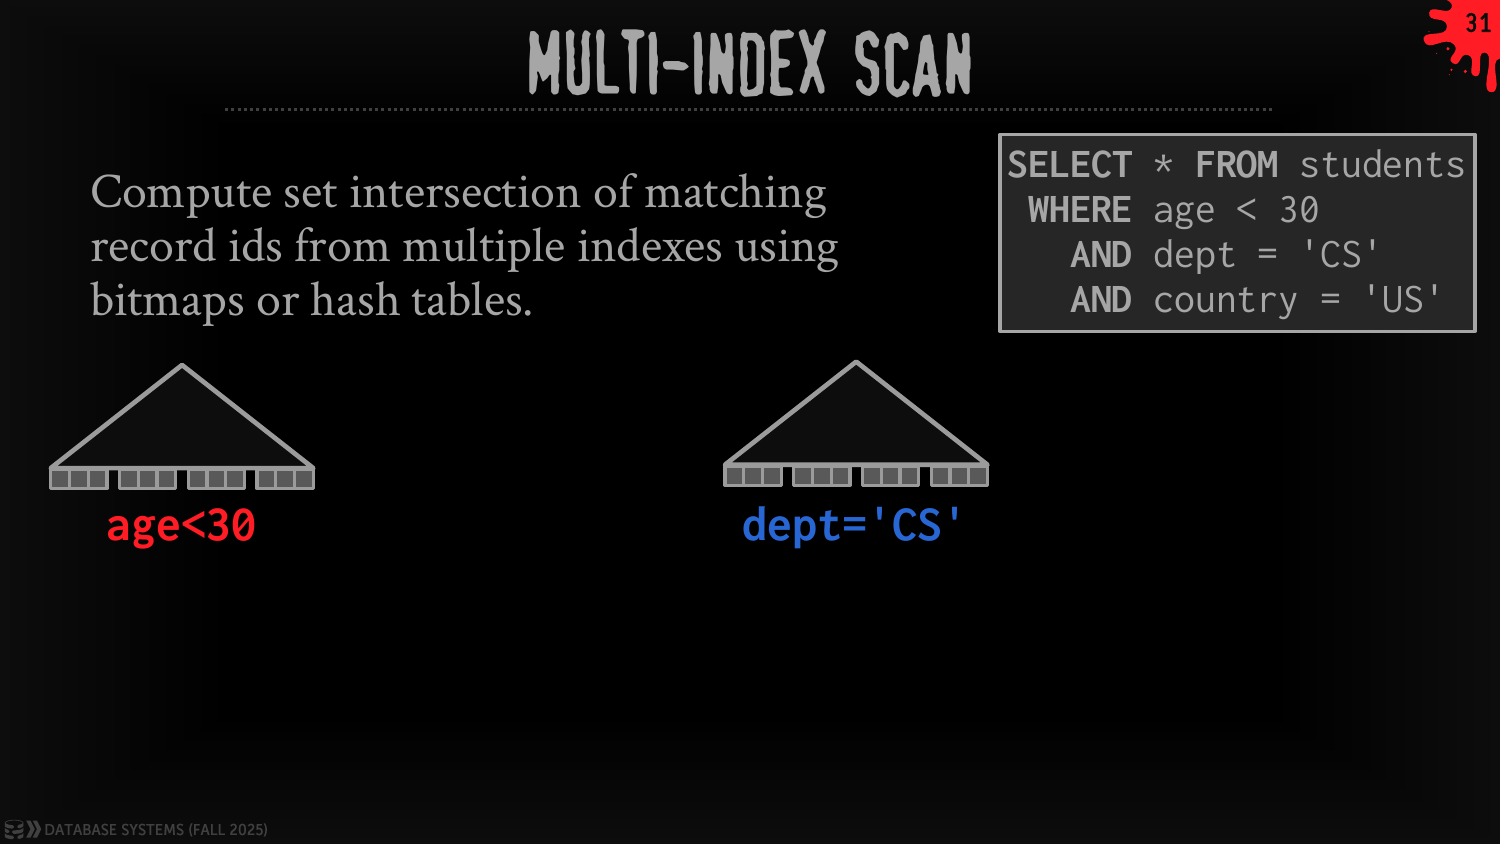 31
MULTI-INDEX SCAN
Compute set intersection of matching
record ids from multiple indexes using
bitmaps or hash tables.
SELECT * FROM students
WHERE age < 30
AND dept = 'CS'
AND country = 'US'
age<30
dept='CS'
DATABASE SYSTEMS (FALL 2025)